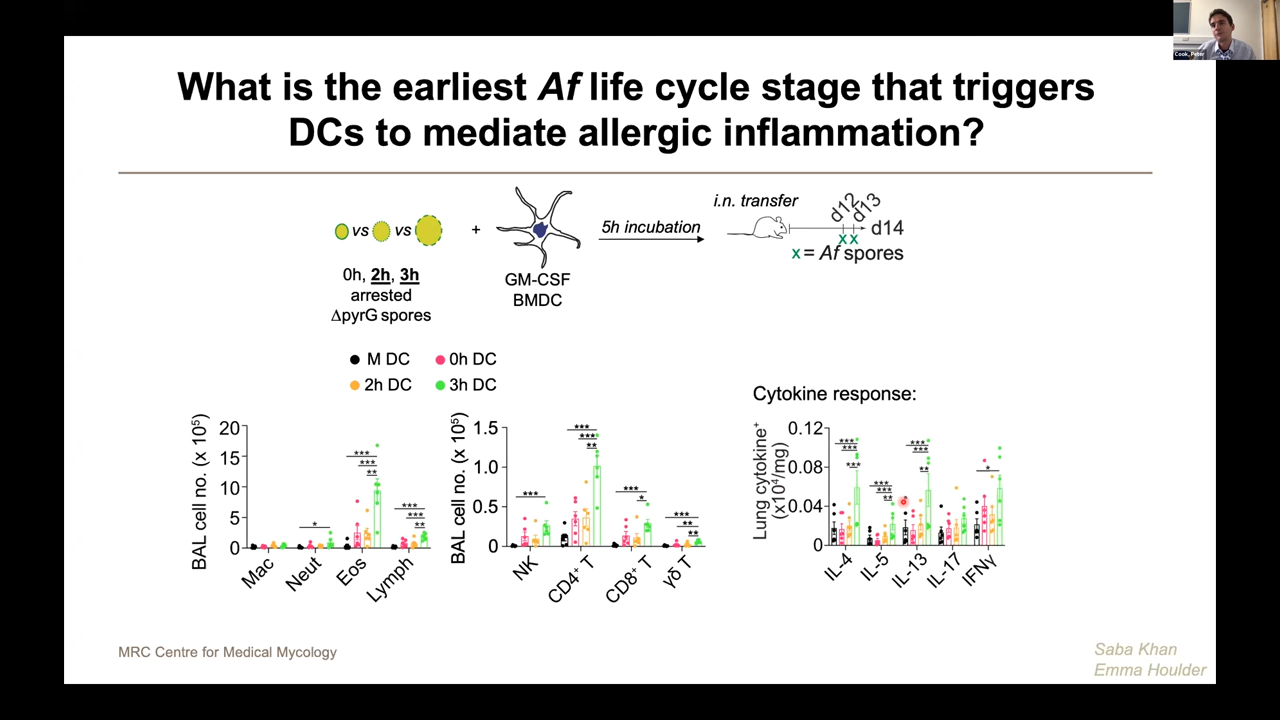 Cook, Peter
What is the earliest Af life cycle stage that triggers
DCs to mediate allergic inflammation?
vs vs
+
5h incubation
i.n. transfer
d12
d13
d14
x x
x = Af spores
0h, 2h, 3h
arrested
ΔpyrG spores
GM-CSF
BMDC
M DC
0h DC
2h DC
3h DC
BAL cell no. (x 10⁵)
20
15
10
5
0
*
***
***
**
***
***
**
Mac
Neut
Eos
Lymph
BAL cell no. (x 10⁵)
1.5
1.0
0.5
0
***
***
***
**
***
*
***
**
**
NK
CD4⁺ T
CD8⁺ T
γδ T
Cytokine response:
Lung cytokine⁺
(x10⁴/mg)
0.12
0.08
0.04
0
***
***
***
***
***
**
***
***
**
*
IL-4
IL-5
IL-13
IL-17
IFNγ
MRC Centre for Medical Mycology
Saba Khan
Emma Houlder